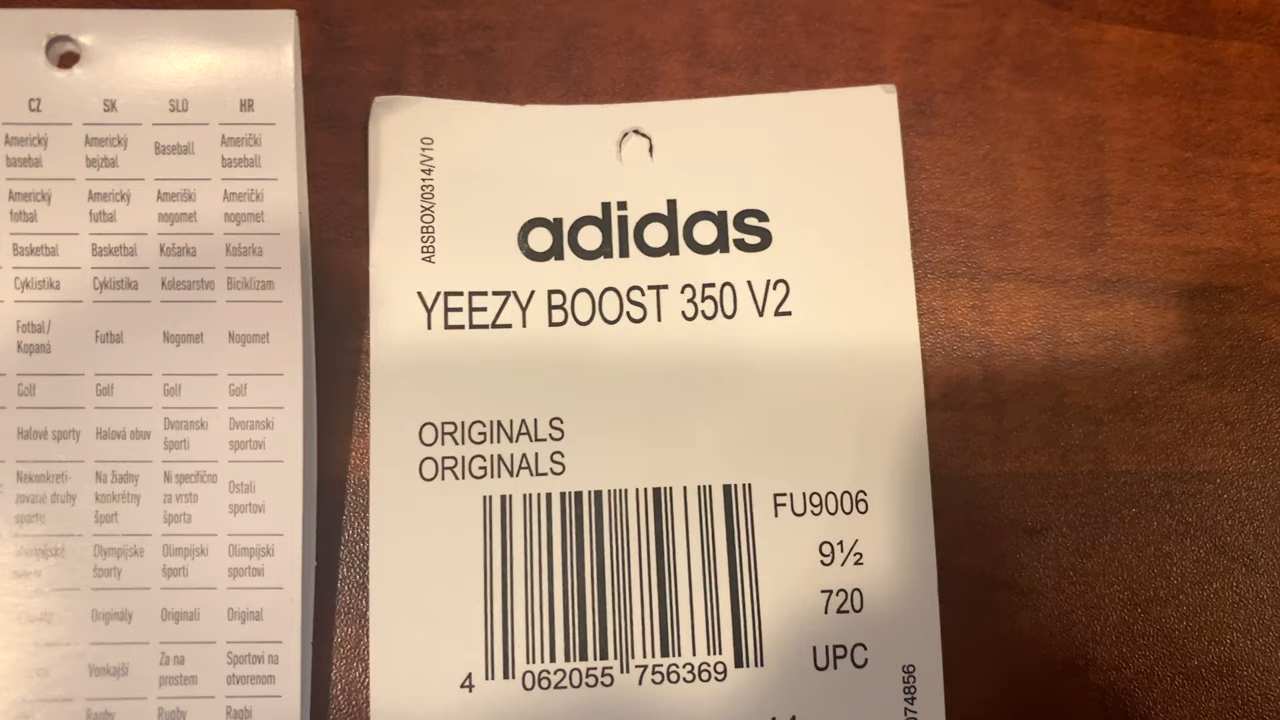 CZ SK SLO HR
Americký baseball Americký bejzbal Baseball Američki baseball
Americký fotbal Americký futbal Ameriški nogomet Američki nogomet
Basketbal Basketbal Košarka Košarka
Cyklistika Cyklistika Kolesarstvo Biciklizam
Fotbal/ Kopaná Futbal Nogomet Nogomet
Golf Golf Golf Golf
Halové sporty Halová obuv Dvoranski športi Dvoranski sportovi
Nekonkreti- zované druhy sportu Na žiadny konkrétny šport Ni specifično za vrsto športa Ostali sportovi
Olympijske športy Olimpijski športi Olimpijski sportovi
Originály Originali Original
Vonkajší Za na prostem Sportovi na otvorenom
Ragby Rugby Ragbi
ABSBOX/0314/V10
adidas
YEEZY BOOST 350 V2
ORIGINALS
ORIGINALS
FU9006
9½
720
UPC
4 062055 756369
074856